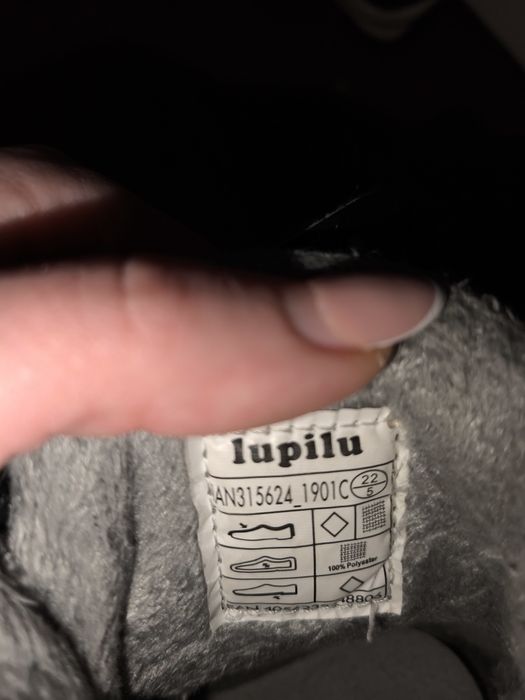 lupilu
IAN315624_1901C 22
5
100% Polyester